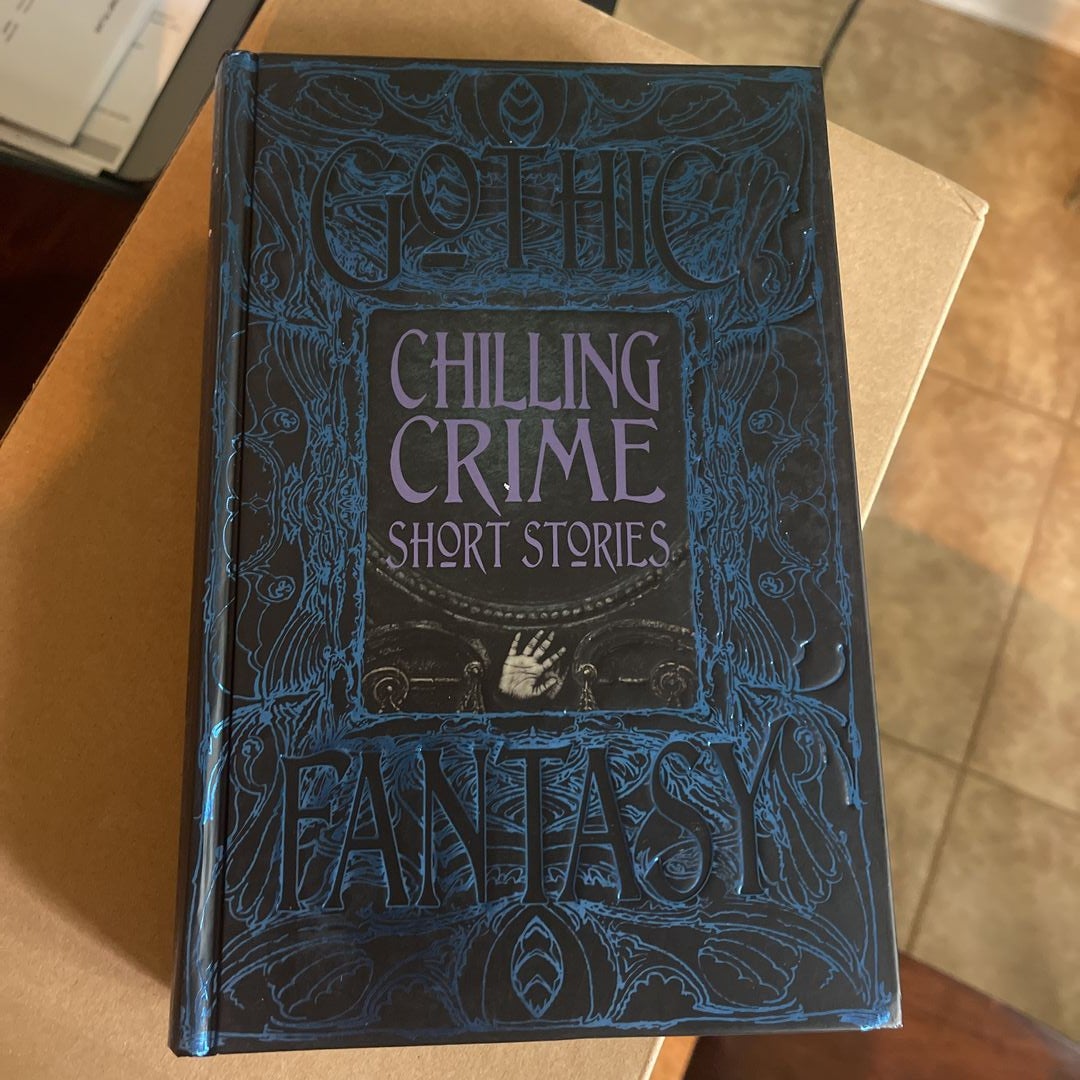 GOTHIC
CHILLING
CRIME
SHORT STORIES
FANTASY